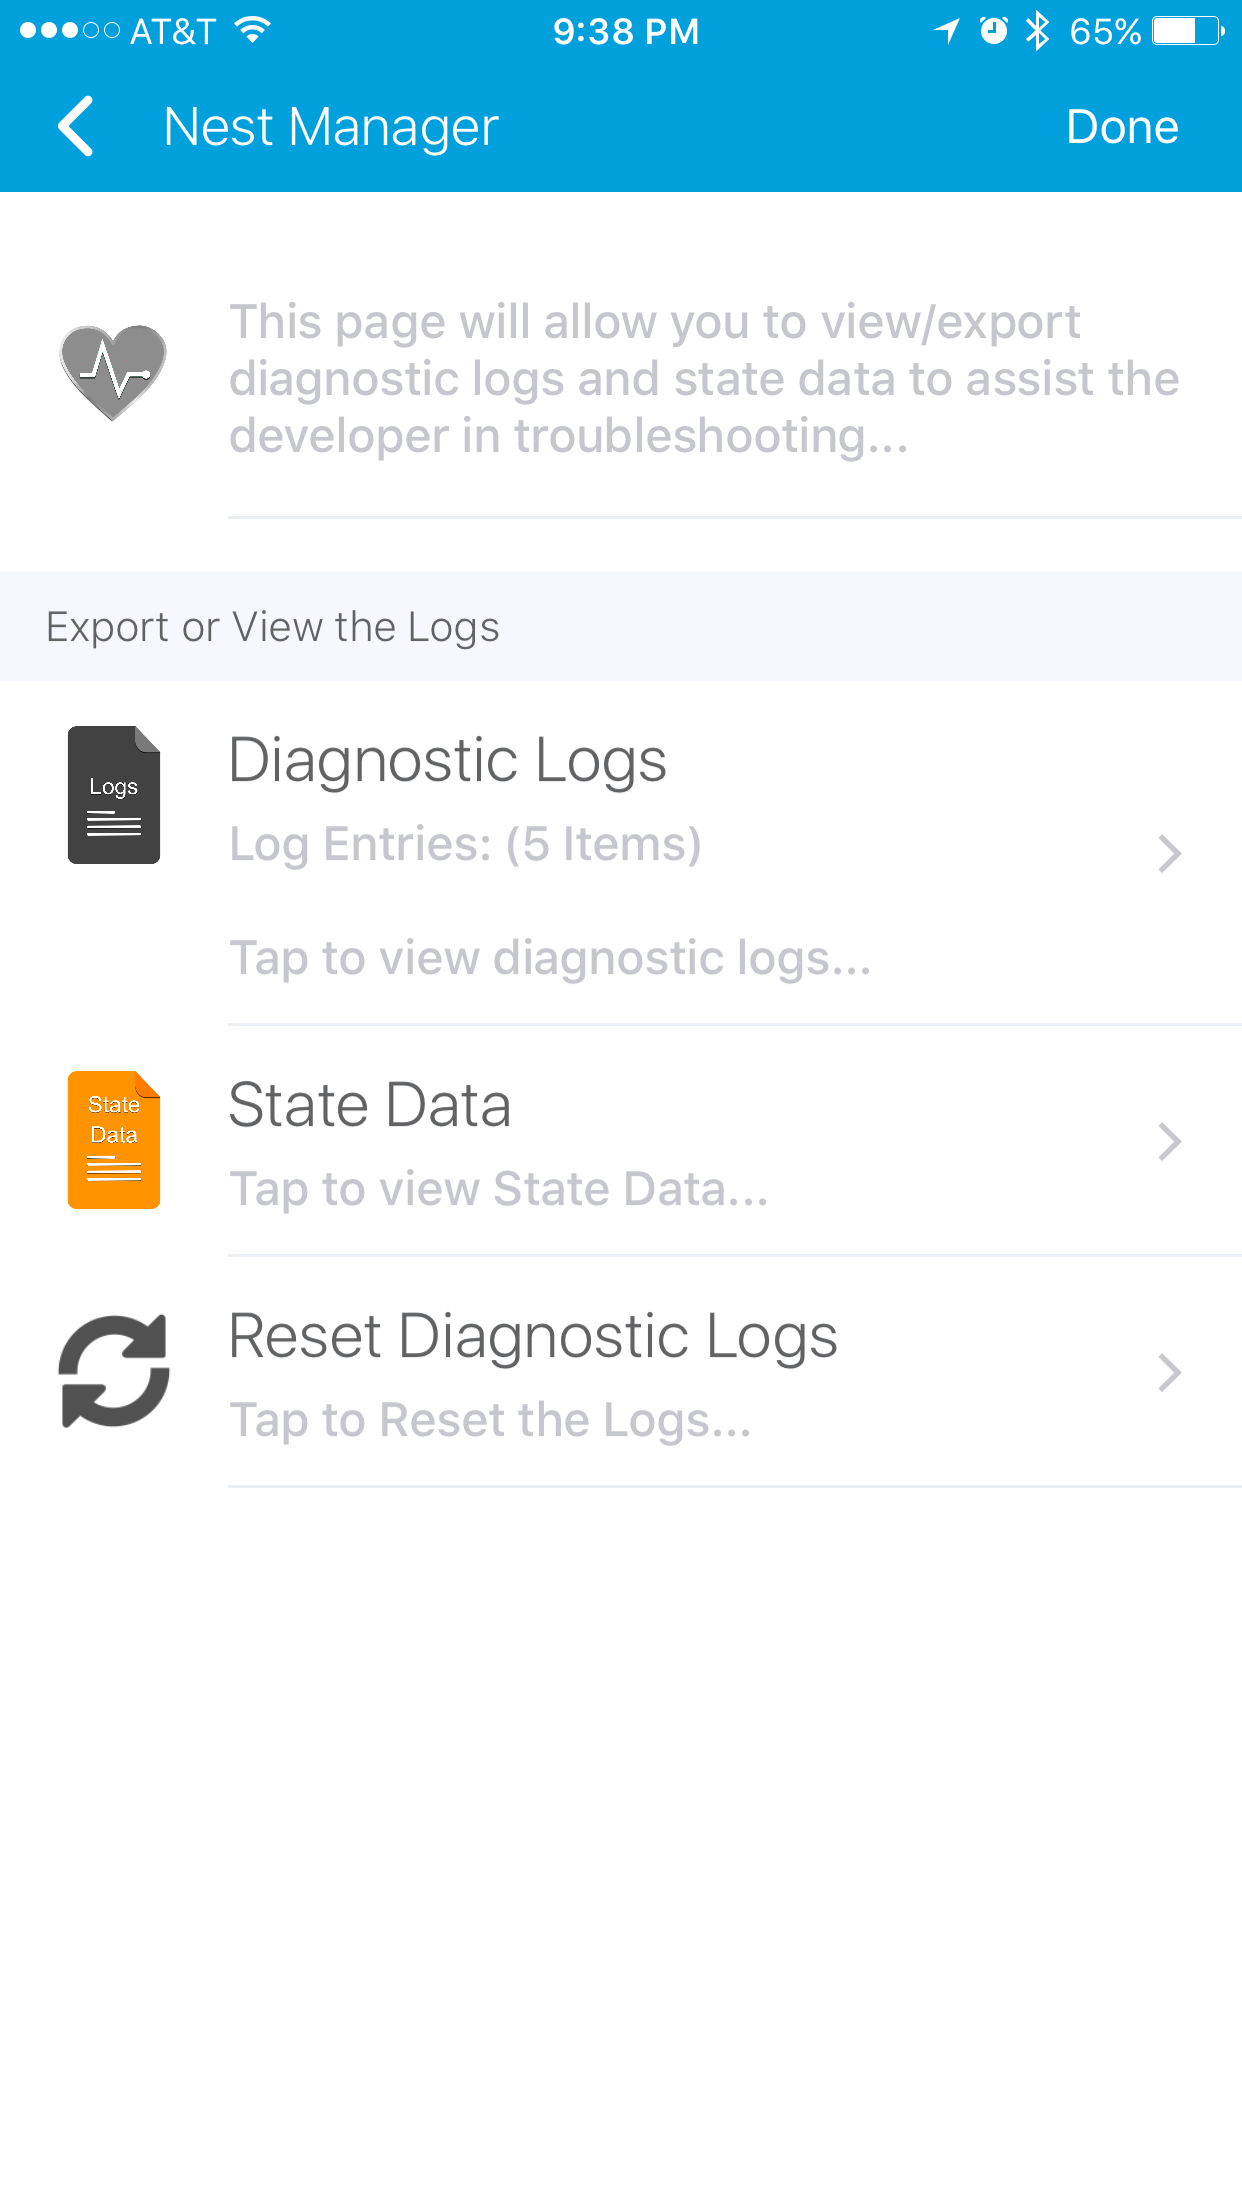 AT&T 9:38 PM 65%
Nest Manager Done
This page will allow you to view/export
diagnostic logs and state data to assist the
developer in troubleshooting...
Export or View the Logs
Logs
Diagnostic Logs
Log Entries: (5 Items)
Tap to view diagnostic logs...
State
Data
State Data
Tap to view State Data...
Reset Diagnostic Logs
Tap to Reset the Logs...